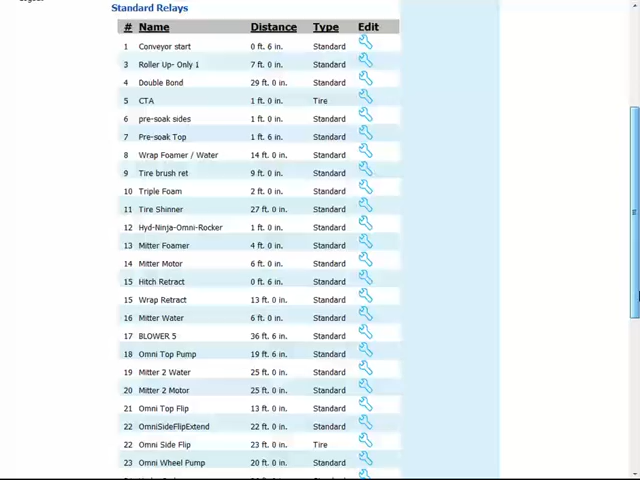 Standard Relays
# Name Distance Type Edit
1 Conveyor start 0 ft. 6 in. Standard
3 Roller Up- Only 1 7 ft. 0 in. Standard
4 Double Bond 29 ft. 0 in. Standard
5 CTA 1 ft. 0 in. Tire
6 pre-soak sides 1 ft. 0 in. Standard
7 Pre-soak Top 1 ft. 6 in. Standard
8 Wrap Foamer / Water 14 ft. 0 in. Standard
9 Tire brush ret 9 ft. 0 in. Standard
10 Triple Foam 2 ft. 0 in. Standard
11 Tire Shinner 27 ft. 0 in. Standard
12 Hyd-Ninja-Omni-Rocker 1 ft. 0 in. Standard
13 Mitter Foamer 4 ft. 0 in. Standard
14 Mitter Motor 6 ft. 0 in. Standard
15 Hitch Retract 0 ft. 6 in. Standard
15 Wrap Retract 13 ft. 0 in. Standard
16 Mitter Water 6 ft. 0 in. Standard
17 BLOWER 5 36 ft. 6 in. Standard
18 Omni Top Pump 19 ft. 6 in. Standard
19 Mitter 2 Water 25 ft. 0 in. Standard
20 Mitter 2 Motor 25 ft. 0 in. Standard
21 Omni Top Flip 13 ft. 0 in. Standard
22 OmniSideFlipExtend 22 ft. 0 in. Standard
22 Omni Side Flip 23 ft. 0 in. Tire
23 Omni Wheel Pump 20 ft. 0 in. Standard